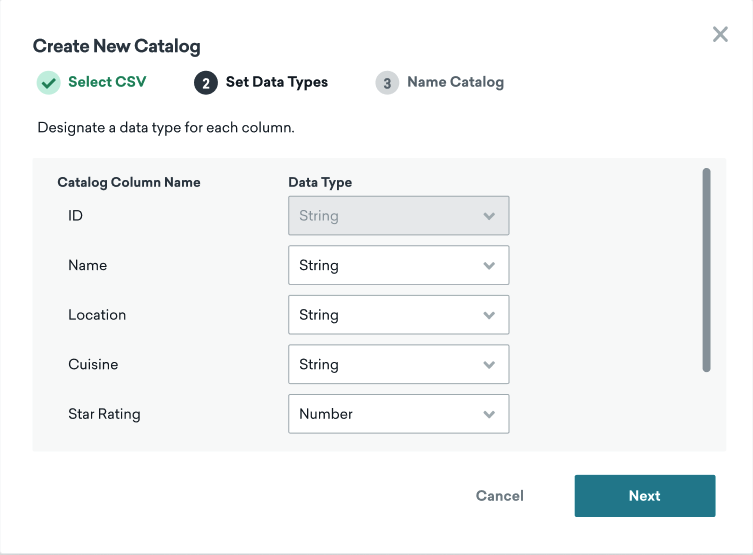 Create New Catalog
Select CSV 2 Set Data Types 3 Name Catalog
Designate a data type for each column.
Catalog Column Name Data Type
ID String
Name String
Location String
Cuisine String
Star Rating Number
Cancel Next